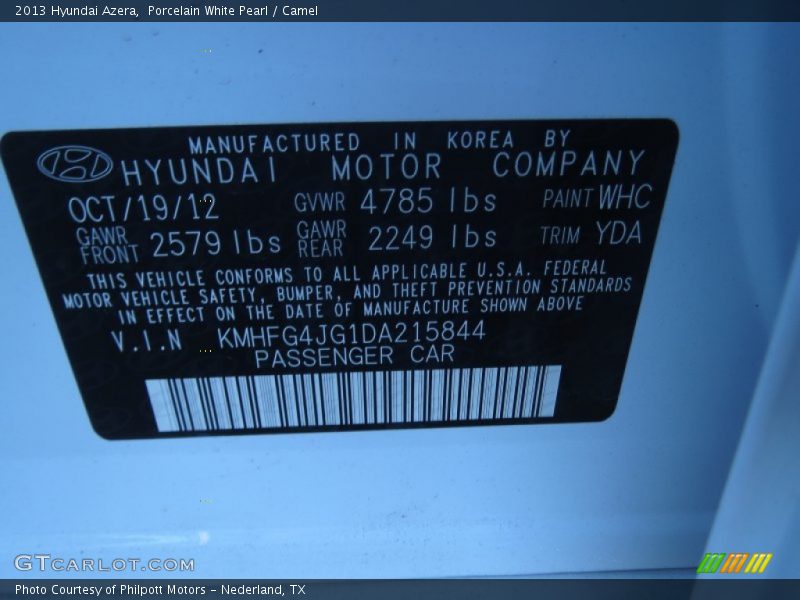 2013 Hyundai Azera, Porcelain White Pearl / Camel
MANUFACTURED IN KOREA BY
HYUNDAI MOTOR COMPANY
OCT/19/12 GVWR 4785 lbs PAINT WHC
GAWR FRONT 2579 lbs GAWR REAR 2249 lbs TRIM YDA
THIS VEHICLE CONFORMS TO ALL APPLICABLE U.S.A. FEDERAL
MOTOR VEHICLE SAFETY, BUMPER, AND THEFT PREVENTION STANDARDS
IN EFFECT ON THE DATE OF MANUFACTURE SHOWN ABOVE
V.I.N KMHFG4JG1DA215844
PASSENGER CAR
GTCARLOT.COM
Photo Courtesy of Philpott Motors – Nederland, TX